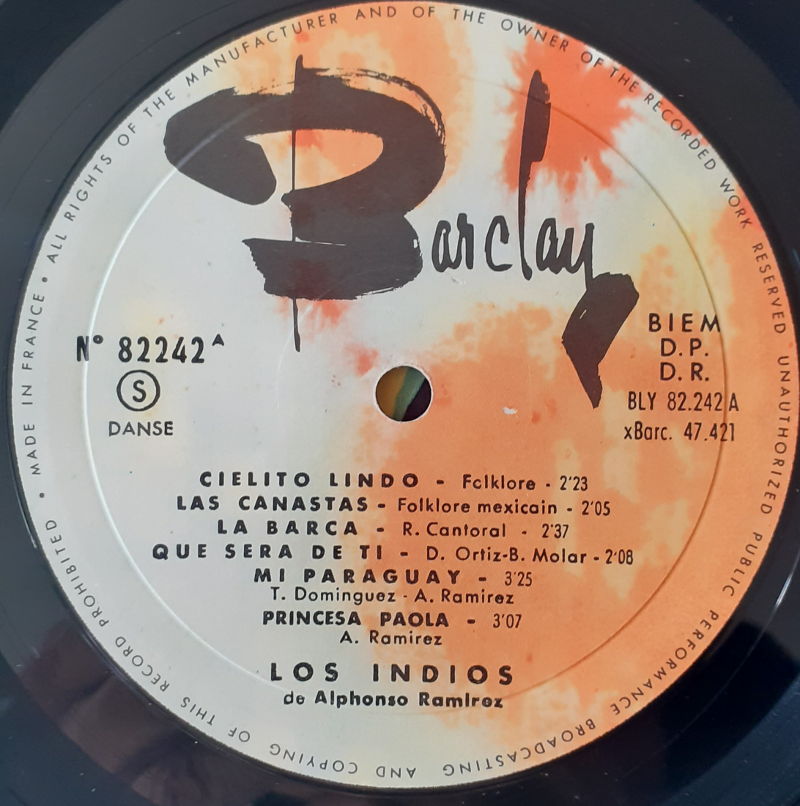 MADE IN FRANCE • ALL RIGHTS OF THE MANUFACTURER AND OF THE OWNER OF THE RECORDED WORK RESERVED UNAUTHORIZED PUBLIC PERFORMANCE BROADCASTING AND COPYING OF THIS RECORD PROHIBITED •
Barclay
Nº 82242 A
S
DANSE
BIEM
D.P.
D.R.
BLY 82.242 A
xBarc. 47.421
CIELITO LINDO - Folklore - 2'23
LAS CANASTAS - Folklore mexicain - 2'05
LA BARCA - R. Cantoral - 2'37
QUE SERA DE TI - D. Ortiz-B. Molar - 2'08
MI PARAGUAY - 3'25
T. Dominguez - A. Ramirez
PRINCESA PAOLA - 3'07
A. Ramirez
LOS INDIOS
de Alphonso Ramirez